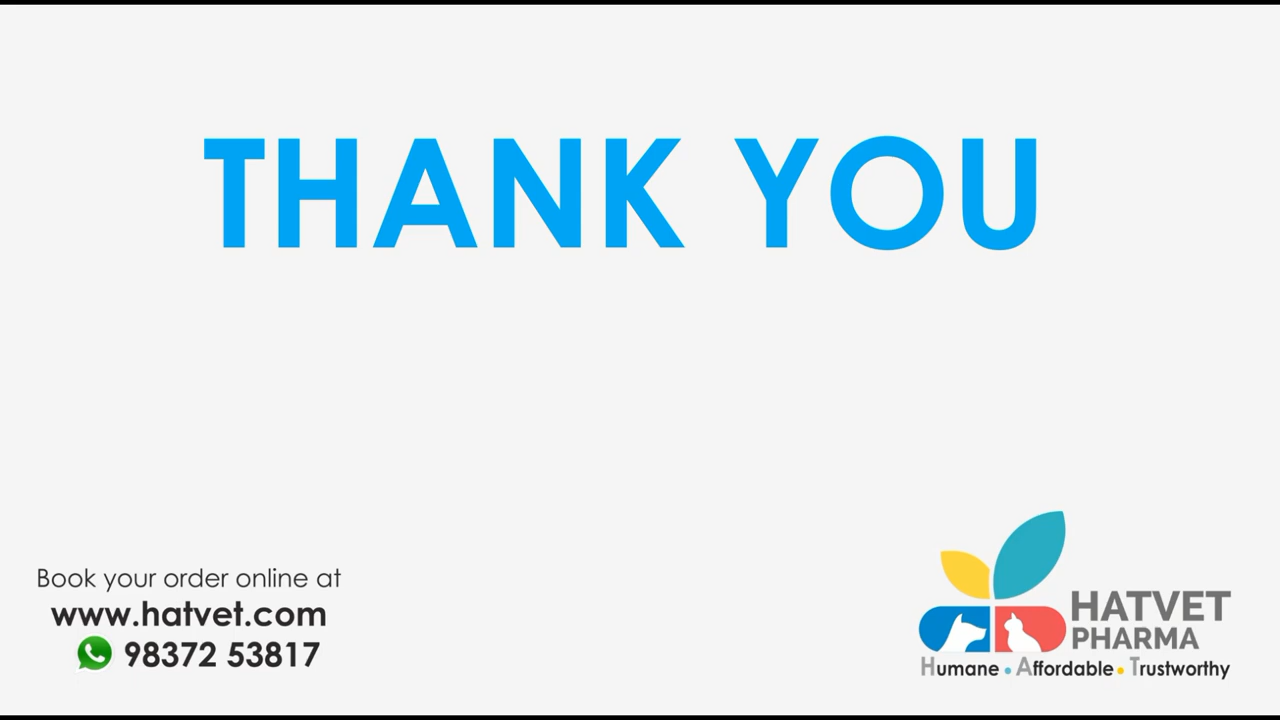 THANK YOU
Book your order online at
www.hatvet.com
98372 53817
HATVET
PHARMA
Humane • Affordable • Trustworthy